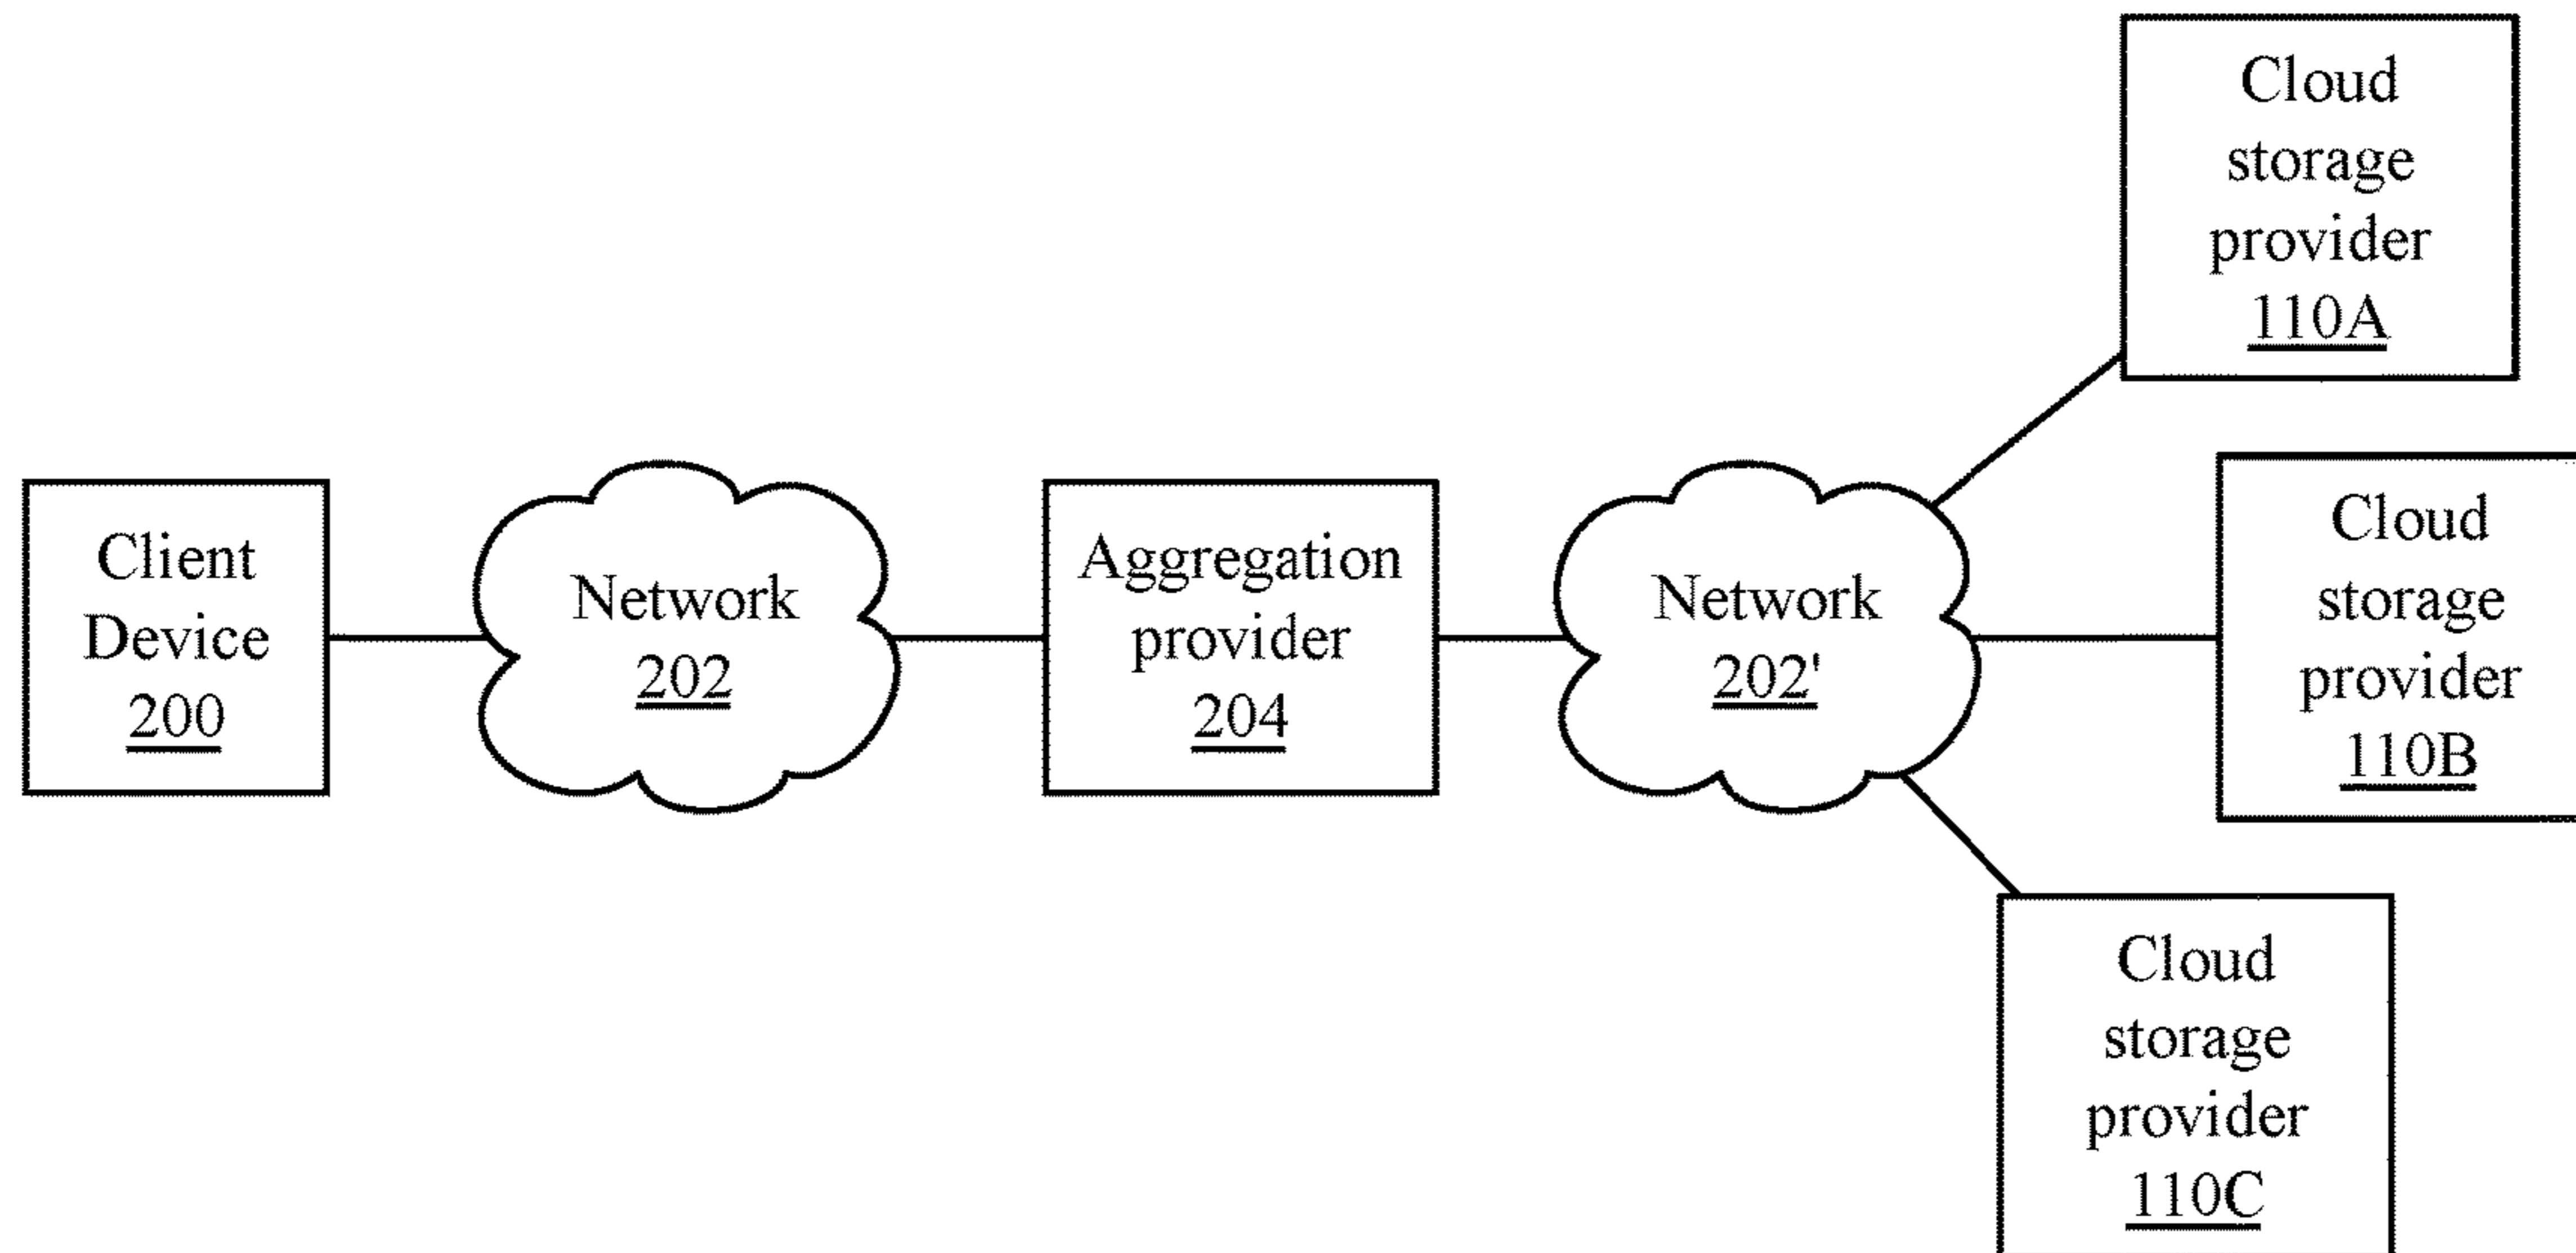 Client
Device
200
Network
202
Aggregation
provider
204
Network
202'
Cloud
storage
provider
110A
Cloud
storage
provider
110B
Cloud
storage
provider
110C